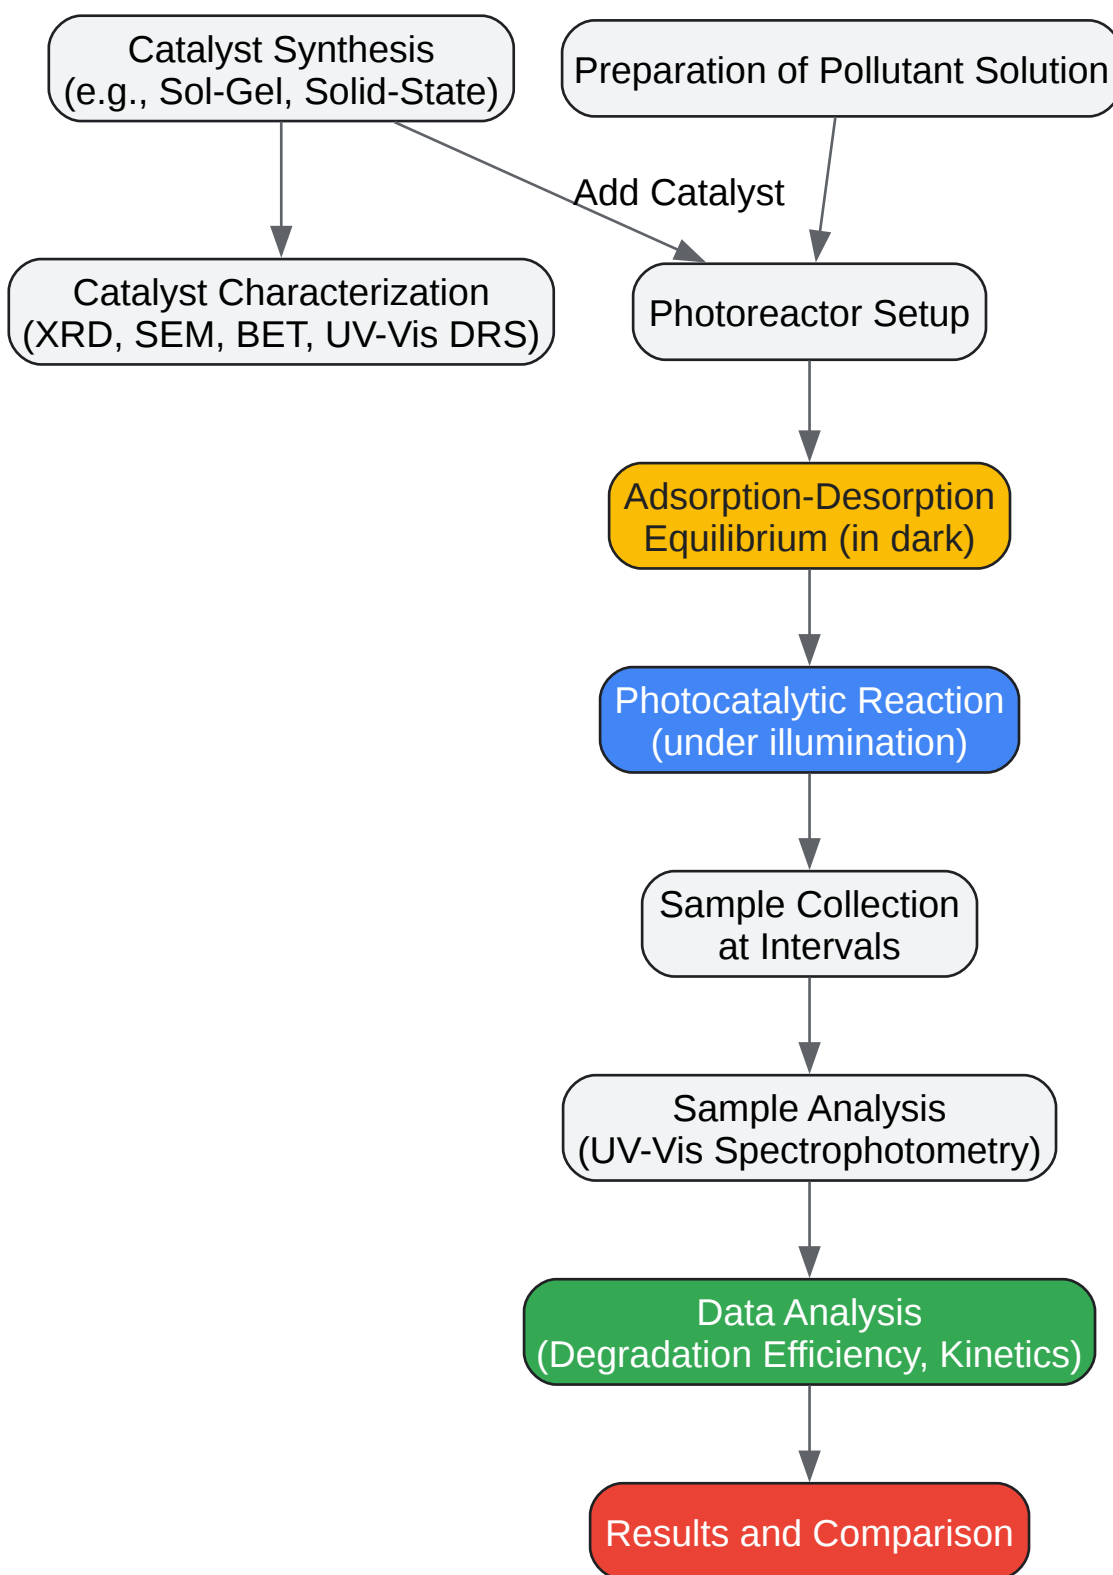 Catalyst Synthesis
(e.g., Sol-Gel, Solid-State)
Preparation of Pollutant Solution
Add Catalyst
Catalyst Characterization
(XRD, SEM, BET, UV-Vis DRS)
Photoreactor Setup
Adsorption-Desorption
Equilibrium (in dark)
Photocatalytic Reaction
(under illumination)
Sample Collection
at Intervals
Sample Analysis
(UV-Vis Spectrophotometry)
Data Analysis
(Degradation Efficiency, Kinetics)
Results and Comparison